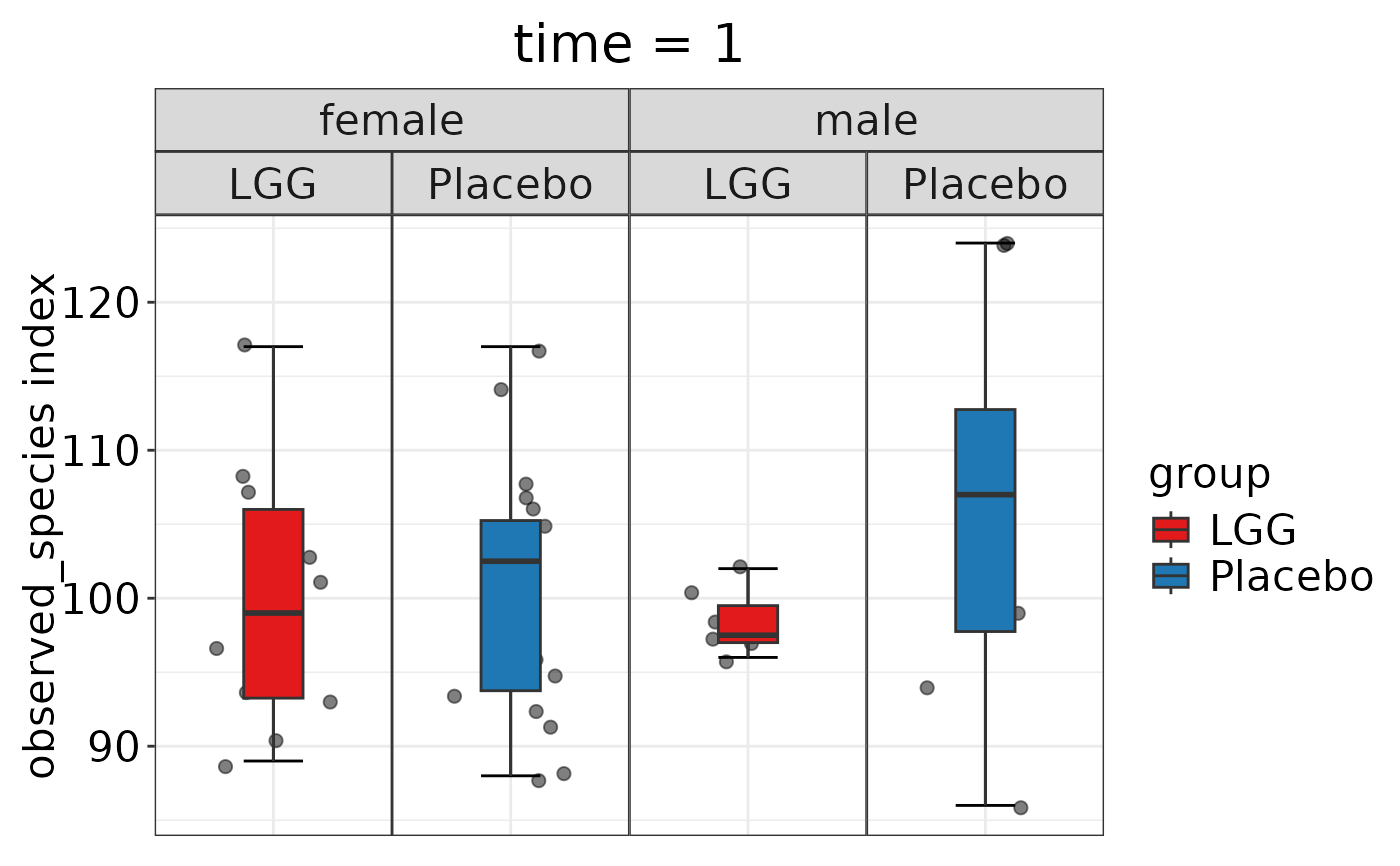 time = 1
female male
LGG Placebo LGG Placebo
observed_species index
120
110
100
90
group
LGG
Placebo